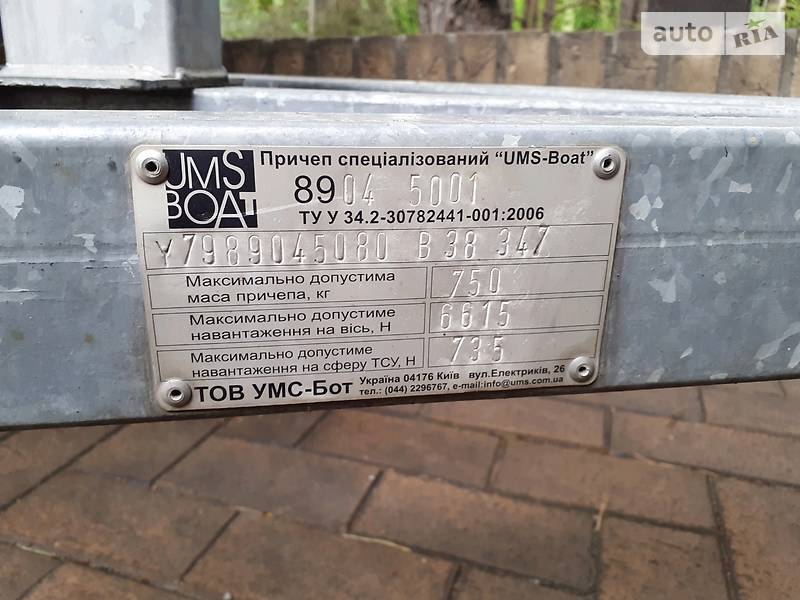 auto RIA
UMS BOAT
Причеп спеціалізований "UMS-Boat"
8904 5001
ТУ У 34.2-30782441-001:2006
Y7989045080 B38 347
Максимально допустима маса причепа, кг
750
Максимально допустиме навантаження на вісь, Н
6615
Максимально допустиме навантаження на сферу ТСУ, Н
735
ТОВ УМС-Бот
Україна 04176 Київ вул.Електриків, 26
тел.: (044) 2296767, e-mail:info@ums.com.ua